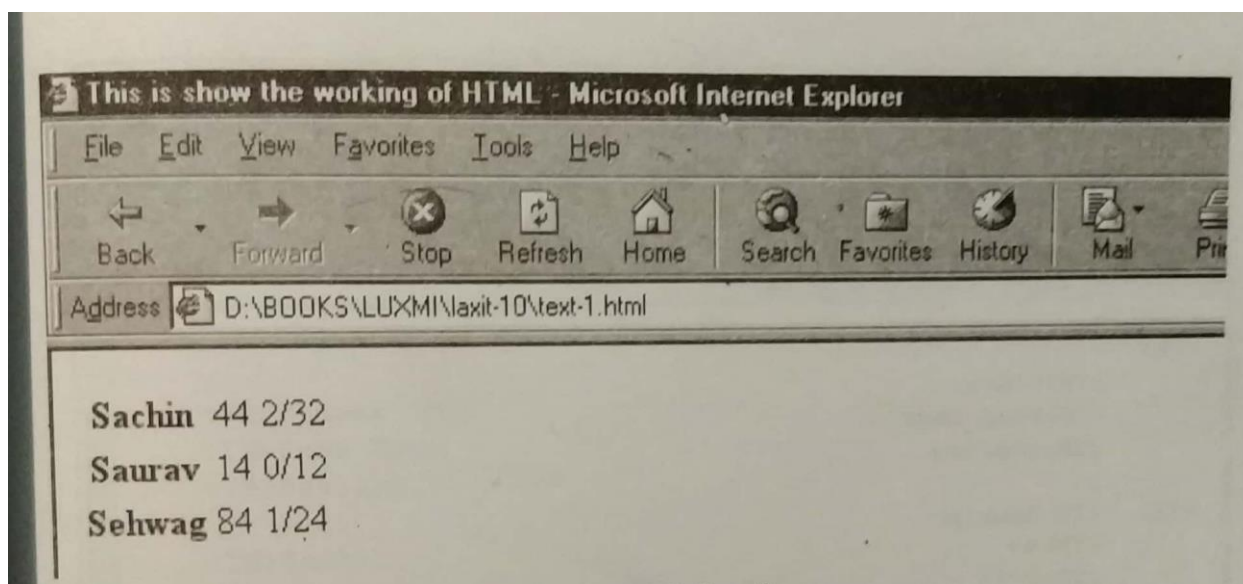 This is show the working of HTML - Microsoft Internet Explorer
File Edit View Favorites Tools Help
Back Forward Stop Refresh Home Search Favorites History Mail Prin
Address D:\BOOKS\LUXMI\laxit-10\text-1.html
Sachin 44 2/32
Saurav 14 0/12
Sehwag 84 1/24